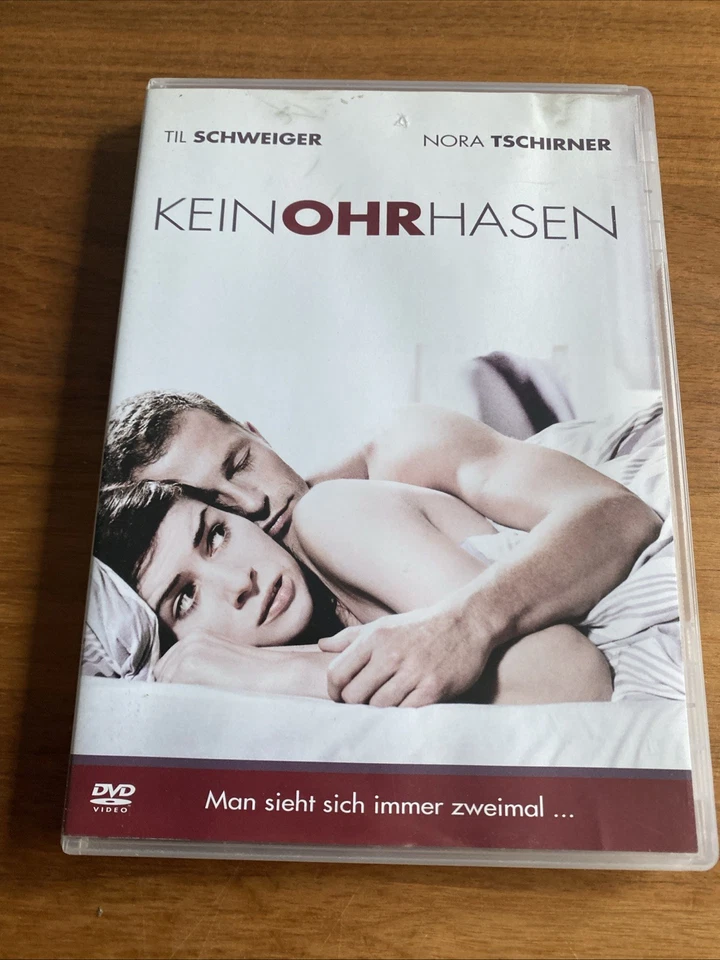 TIL SCHWEIGER NORA TSCHIRNER
KEINOHRHASEN
DVD
VIDEO
Man sieht sich immer zweimal ...